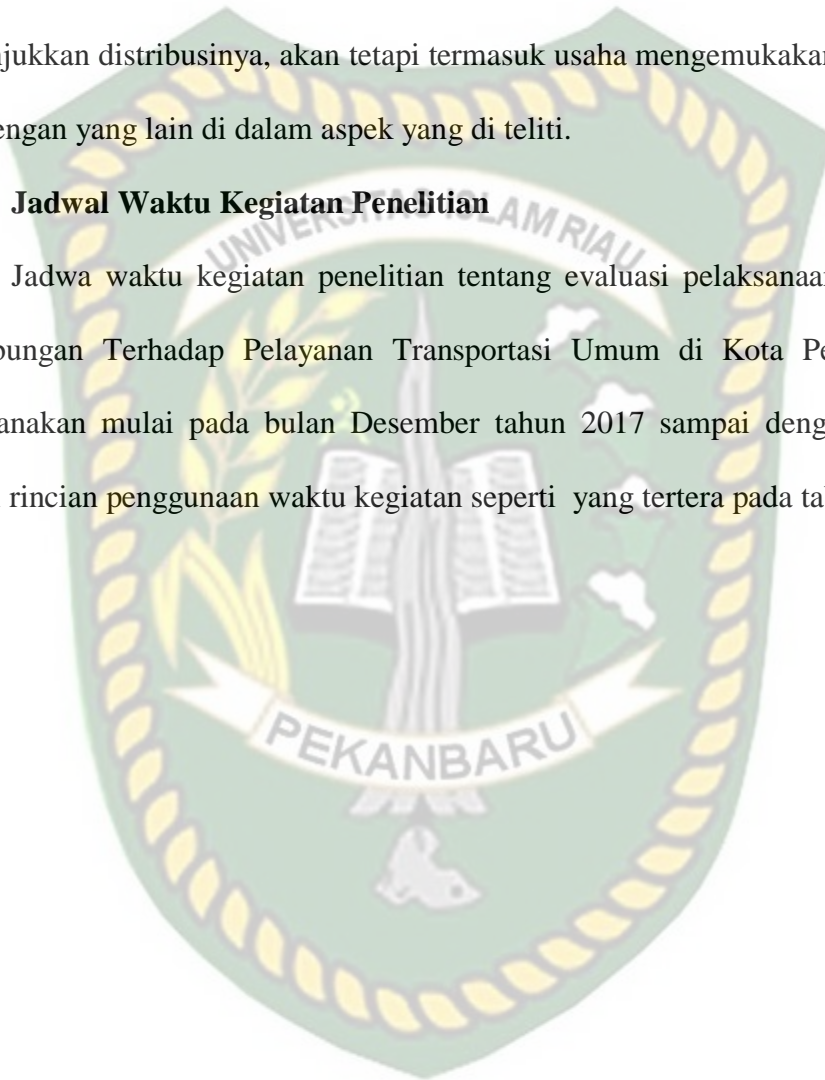 jukkan distribusinya, akan tetapi termasuk usaha mengemukakan
engan yang lain di dalam aspek yang di teliti.
Jadwal Waktu Kegiatan Penelitian
UNIVERSITAS ISLAM RIAU
Jadwa waktu kegiatan penelitian tentang evaluasi pelaksanaan
ungan Terhadap Pelayanan Transportasi Umum di Kota Pe
anakan mulai pada bulan Desember tahun 2017 sampai deng
rincian penggunaan waktu kegiatan seperti yang tertera pada ta
PEKANBARU